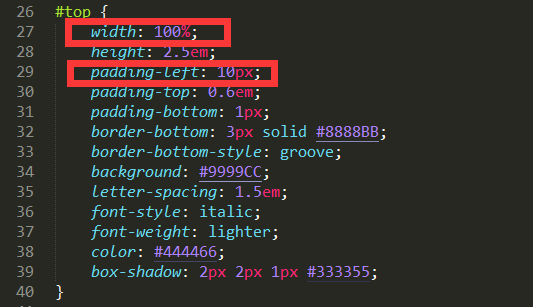 26 #top {
27 width: 100%;
28 height: 2.5em;
29 padding-left: 10px;
30 padding-top: 0.6em;
31 padding-bottom: 1px;
32 border-bottom: 3px solid #8888BB;
33 border-bottom-style: groove;
34 background: #9999CC;
35 letter-spacing: 1.5em;
36 font-style: italic;
37 font-weight: lighter;
38 color: #444466;
39 box-shadow: 2px 2px 1px #333355;
40 }